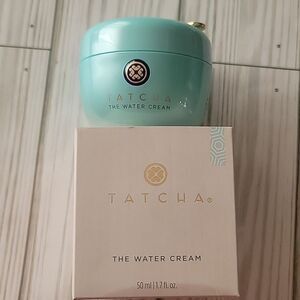 TATCHA
THE WATER CREAM
TATCHA®
THE WATER CREAM
50 ml | 1.7 fl. oz.